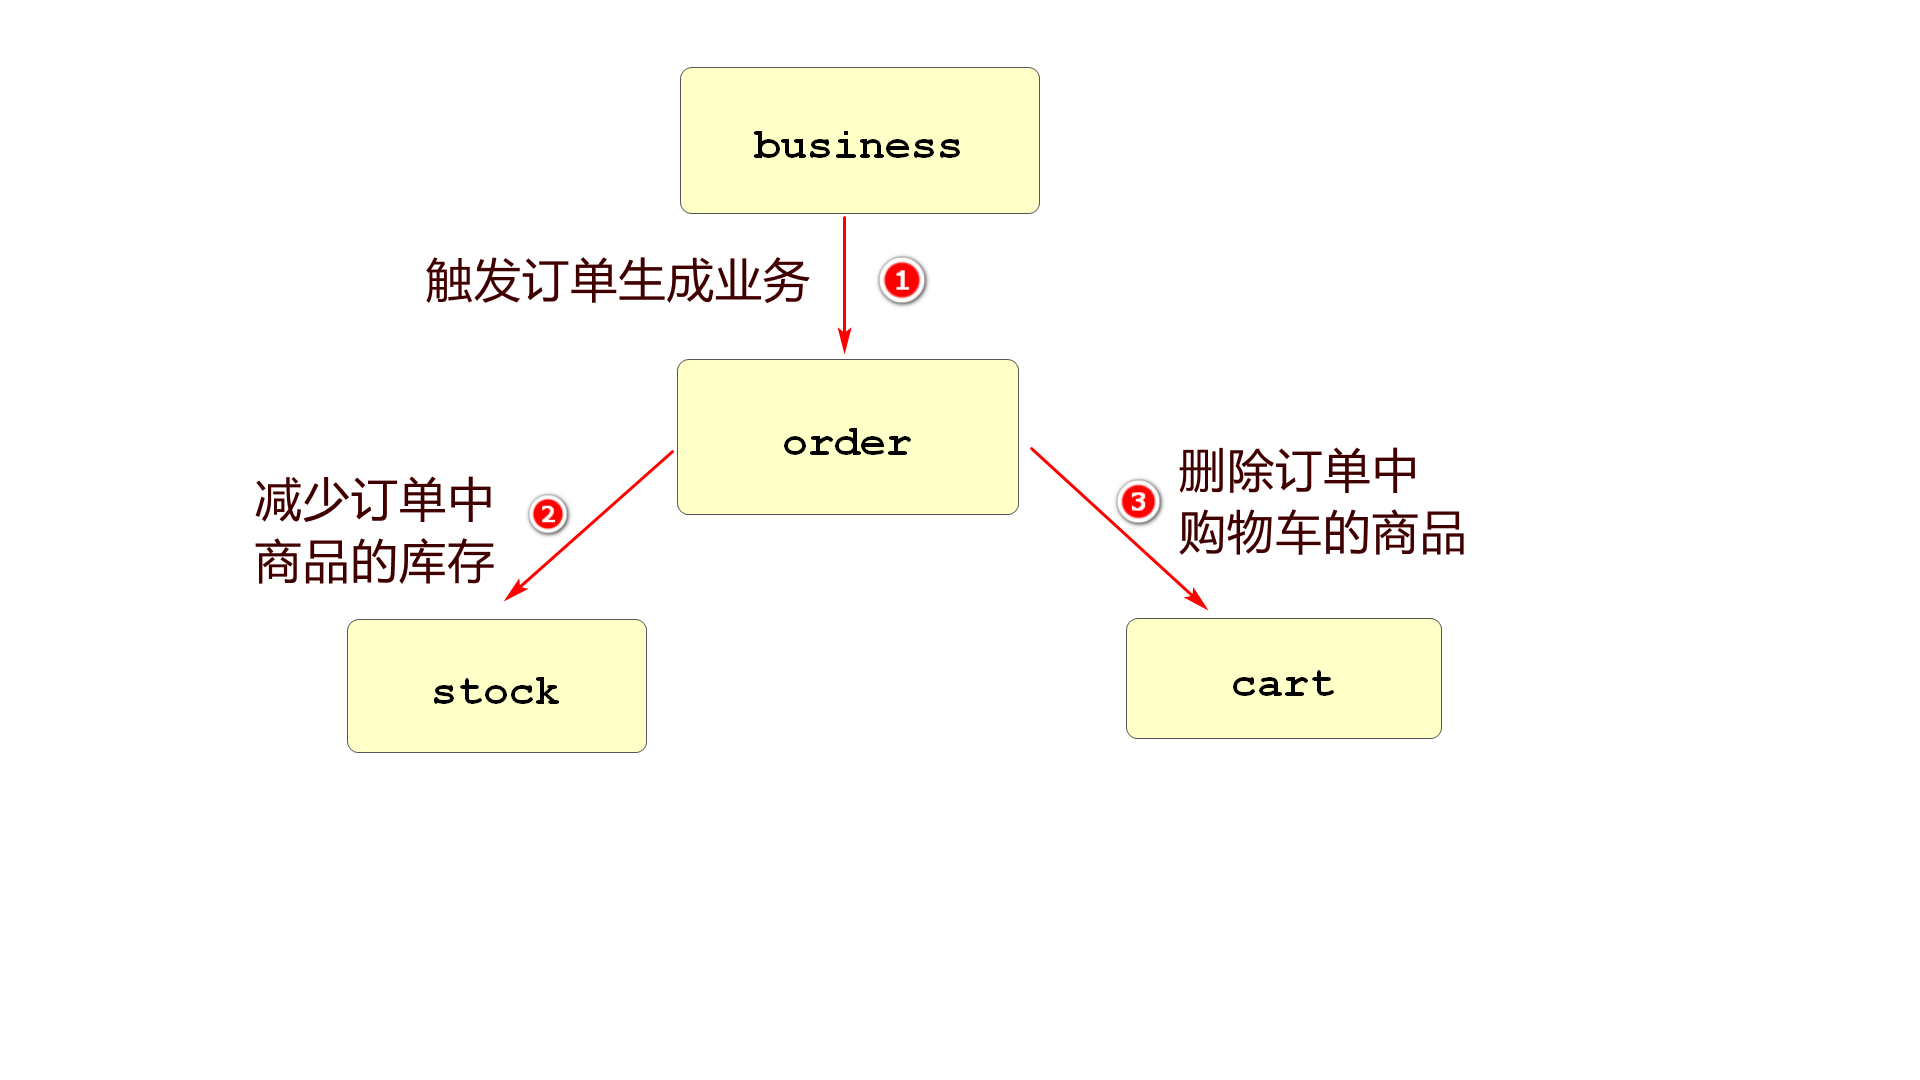 business
触发订单生成业务
1
order
减少订单中
商品的库存
2
3
删除订单中
购物车的商品
stock
cart